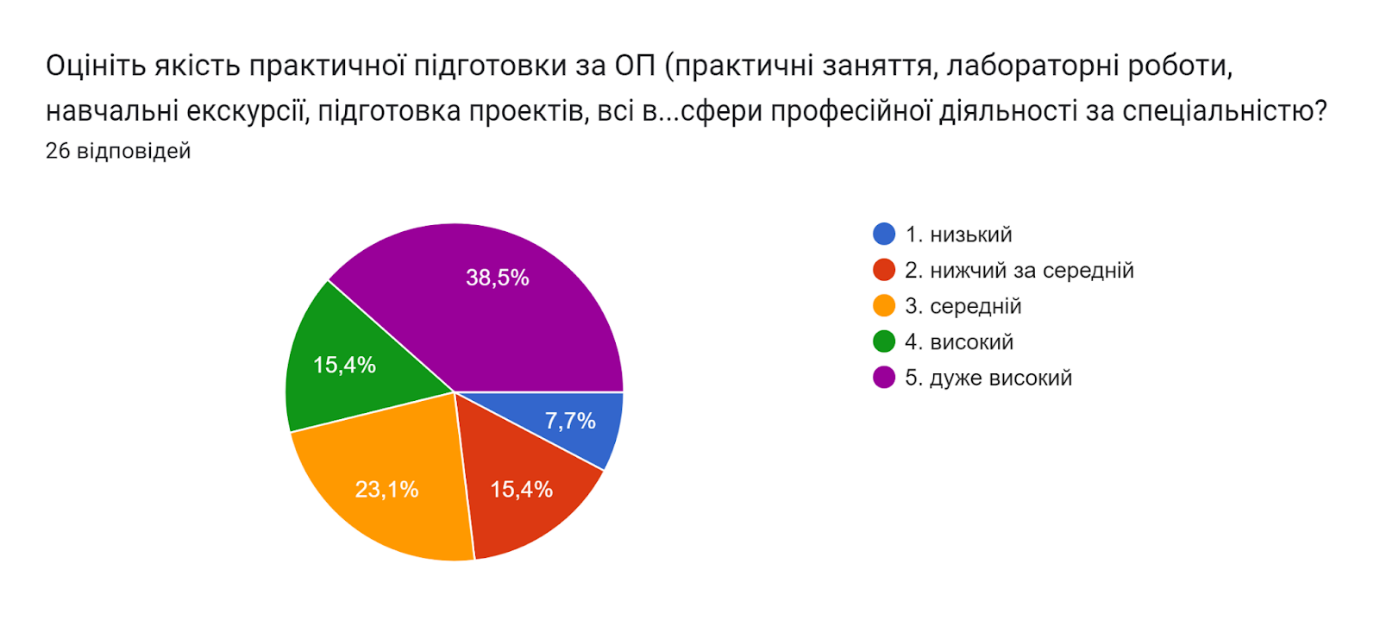 Оцініть якість практичної підготовки за ОП (практичні заняття, лабораторні роботи,
навчальні екскурсії, підготовка проектів, всі в...сфери професійної діяльності за спеціальністю?
26 відповідей
38,5%
15,4%
7,7%
23,1%
15,4%
1. низький
2. нижчий за середній
3. середній
4. високий
5. дуже високий